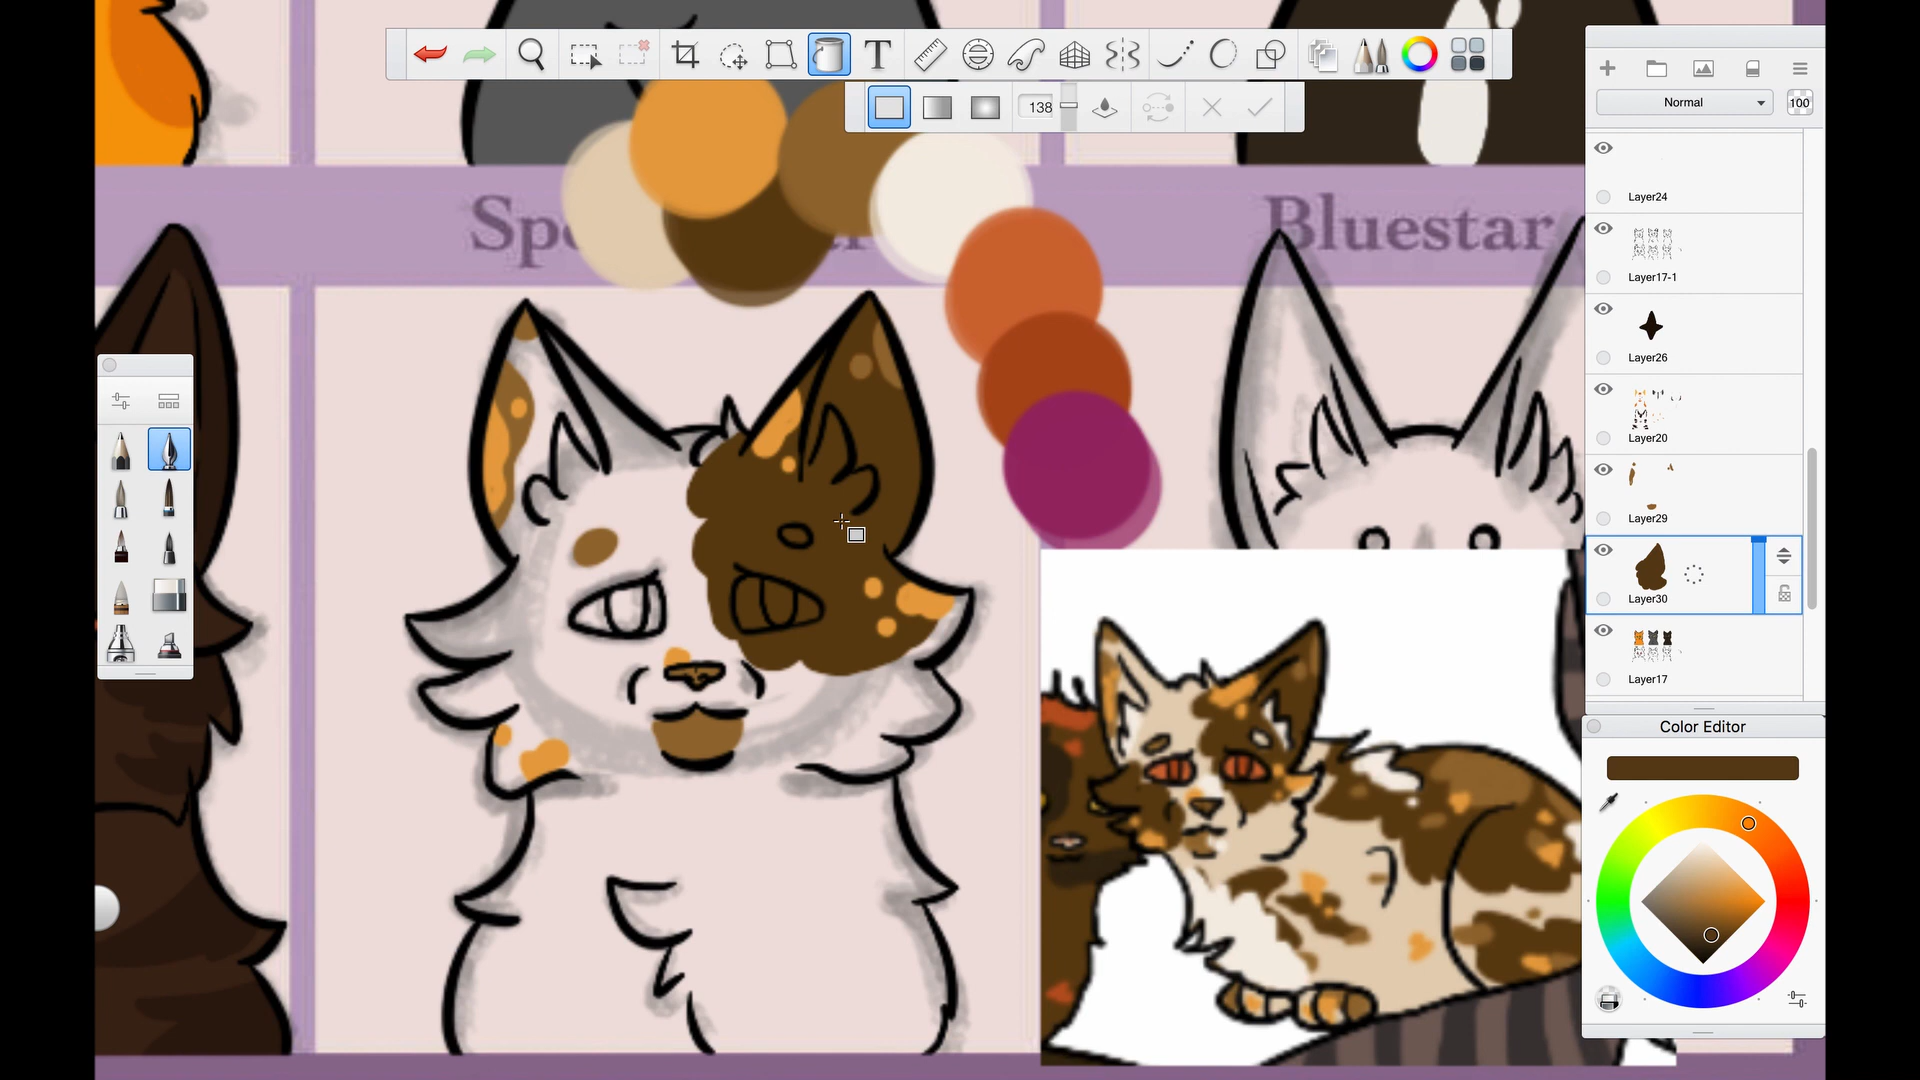 T
138
Normal
100
Bluestar
Layer24
Layer17-1
Layer26
Layer20
Layer29
Layer30
Layer17
Color Editor